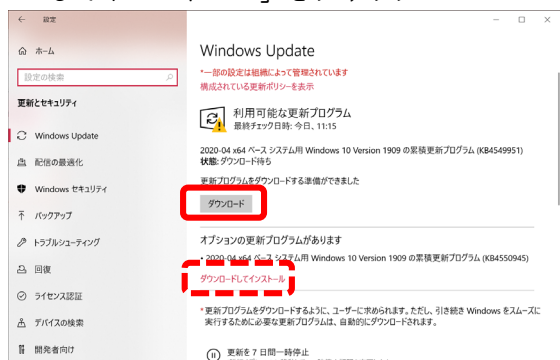 設定
ホーム
設定の検索
更新とセキュリティ
Windows Update
配信の最適化
Windows セキュリティ
バックアップ
トラブルシューティング
回復
ライセンス認証
デバイスの検索
開発者向け
Windows Update
*一部の設定は組織によって管理されています
構成されている更新ポリシーを表示
利用可能な更新プログラム
最終チェック日時: 今日、11:15
2020-04 x64 ベース システム用 Windows 10 Version 1909 の累積更新プログラム (KB4549951)
状態: ダウンロード待ち
更新プログラムをダウンロードする準備ができました
ダウンロード
オプションの更新プログラムがあります
• 2020-04 x64 ベース システム用 Windows 10 Version 1909 の累積更新プログラム (KB4550945)
ダウンロードしてインストール
*更新プログラムをダウンロードするように、ユーザーに求められます。ただし、引き続き Windows をスムーズに
実行するために必要な更新プログラムは、自動的にダウンロードされます。
更新を 7 日間一時停止